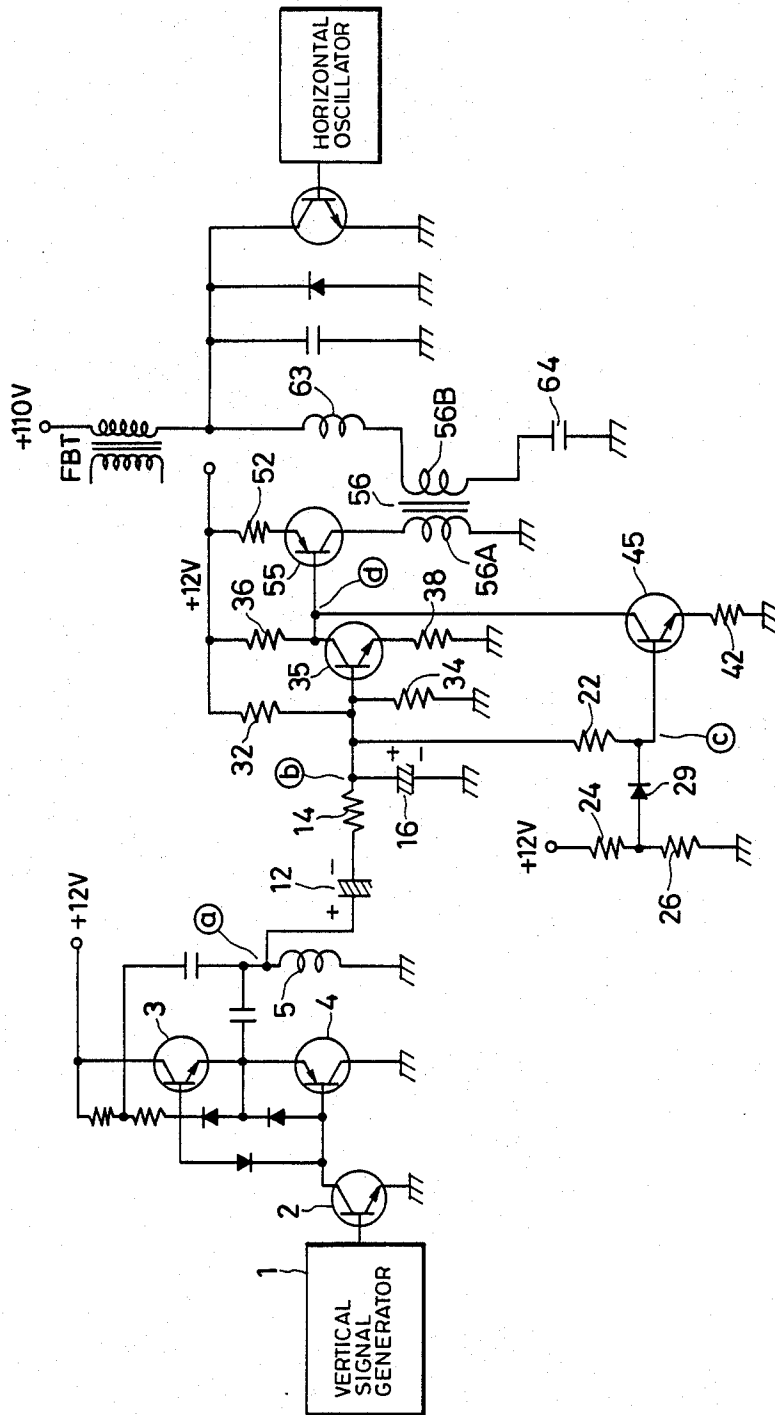 VERTICAL
SIGNAL
GENERATOR
1
2
3
4
5
+12V
ⓐ
12
14
ⓑ
16
32
34
35
36
38
+12V
ⓓ
52
55
56
56A
56B
63
64
FBT
+110V
HORIZONTAL
OSCILLATOR
+12V
24
26
29
22
ⓒ
45
42